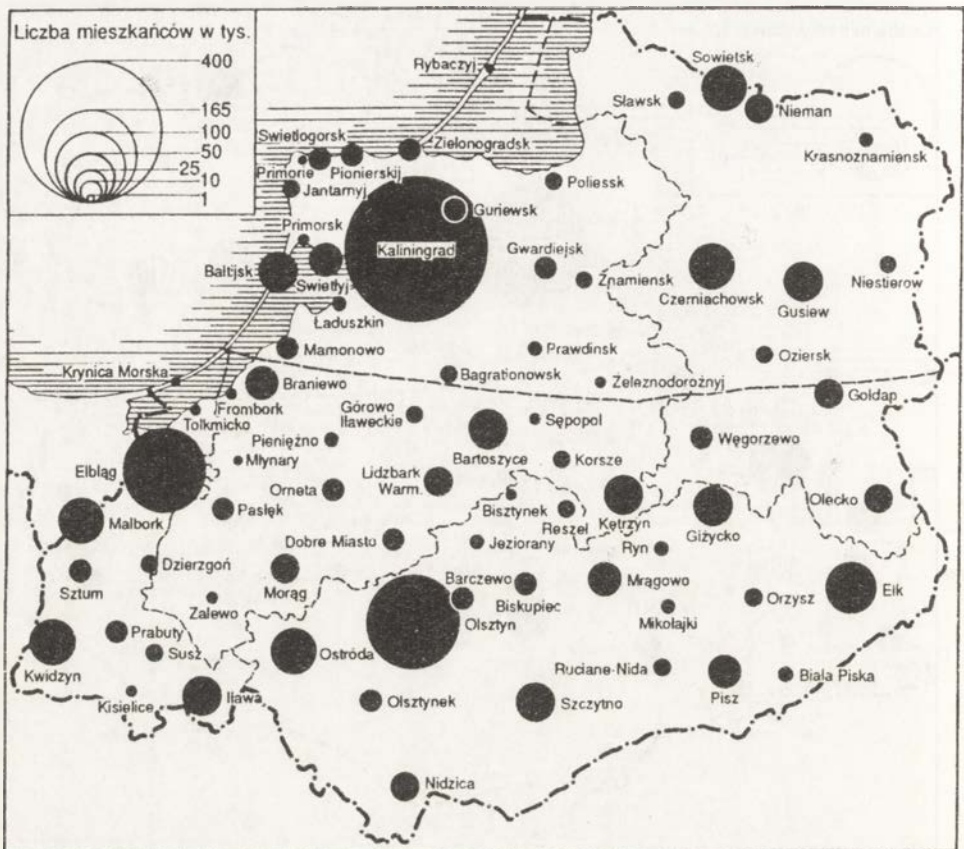 Liczba mieszkańców w tys.
400
165
100
50
25
10
1
Rybaczyj
Sowietsk
Sławsk
Nieman
Krasnoznamiensk
Swietłogorsk
Zielonogradsk
Primorie
Pionierskij
Jantarnyj
Poliessk
Guriewsk
Primorsk
Kaliningrad
Gwardiejsk
Bałtijsk
Swietłyj
Znamiensk
Czerniachowsk
Niestierow
Gusiew
Ładuszkin
Mamonowo
Prawdinsk
Oziersk
Krynica Morska
Braniewo
Bagrationowsk
Żeleznodorożnyj
Gołdap
Frombork
Tolkmicko
Górowo
Iławeckie
Sępopol
Pieniężno
Bartoszyce
Węgorzewo
Elbląg
Młynary
Lidzbark
Warm.
Korsze
Orneta
Olecko
Malbork
Pasłęk
Bisztynek
Reszel
Kętrzyn
Giżycko
Dobre Miasto
Jeziorany
Ryn
Dzierzgoń
Sztum
Morąg
Barczewo
Mrągowo
Ełk
Zalewo
Olsztyn
Biskupiec
Mikołajki
Orzysz
Prabuty
Kwidzyn
Susz
Ostróda
Ruciane-Nida
Pisz
Biała Piska
Kisielice
Iława
Olsztynek
Szczytno
Nidzica